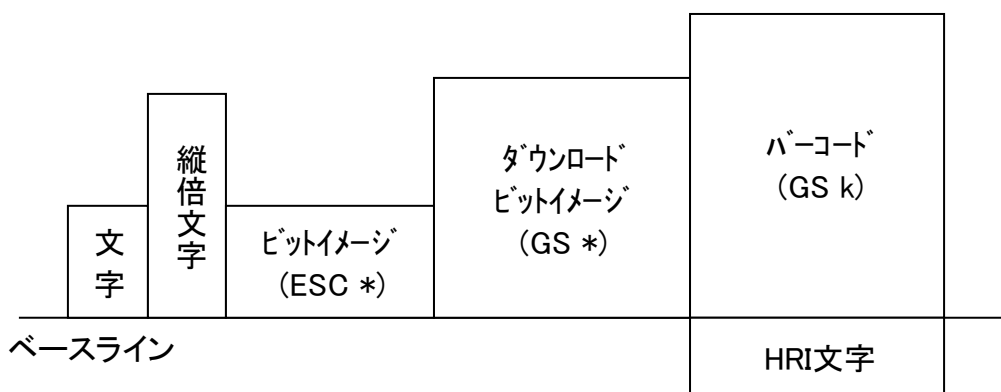 文
字
縦
倍
文
字
ﾋﾞｯﾄｲﾒｰｼﾞ
(ESC *)
ﾀﾞｳﾝﾛｰﾄﾞ
ﾋﾞｯﾄｲﾒｰｼﾞ
(GS *)
ﾊﾞｰｺｰﾄﾞ
(GS k)
ベースライン
HRI文字